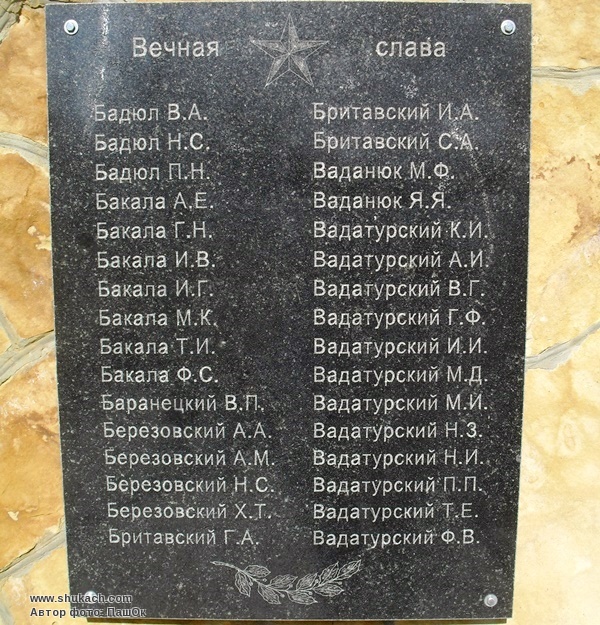 Вечная слава
Бадюл В.А.
Бадюл Н.С.
Бадюл П.Н.
Бакала А.Е.
Бакала Г.Н.
Бакала И.В.
Бакала И.Г.
Бакала М.К.
Бакала Т.И.
Бакала Ф.С.
Баранецкий В.П.
Березовский А.А.
Березовский А.М.
Березовский Н.С.
Березовский Х.Т.
Бритавский Г.А.
Бритавский И.А.
Бритавский С.А.
Ваданюк М.Ф.
Ваданюк Я.Я.
Вадатурский К.И.
Вадатурский А.И.
Вадатурский В.Г.
Вадатурский Г.Ф.
Вадатурский И.И.
Вадатурский М.Д.
Вадатурский М.И.
Вадатурский Н.З.
Вадатурский Н.И.
Вадатурский П.П.
Вадатурский Т.Е.
Вадатурский Ф.В.
www.shukach.com
Автор фото: ПашОк